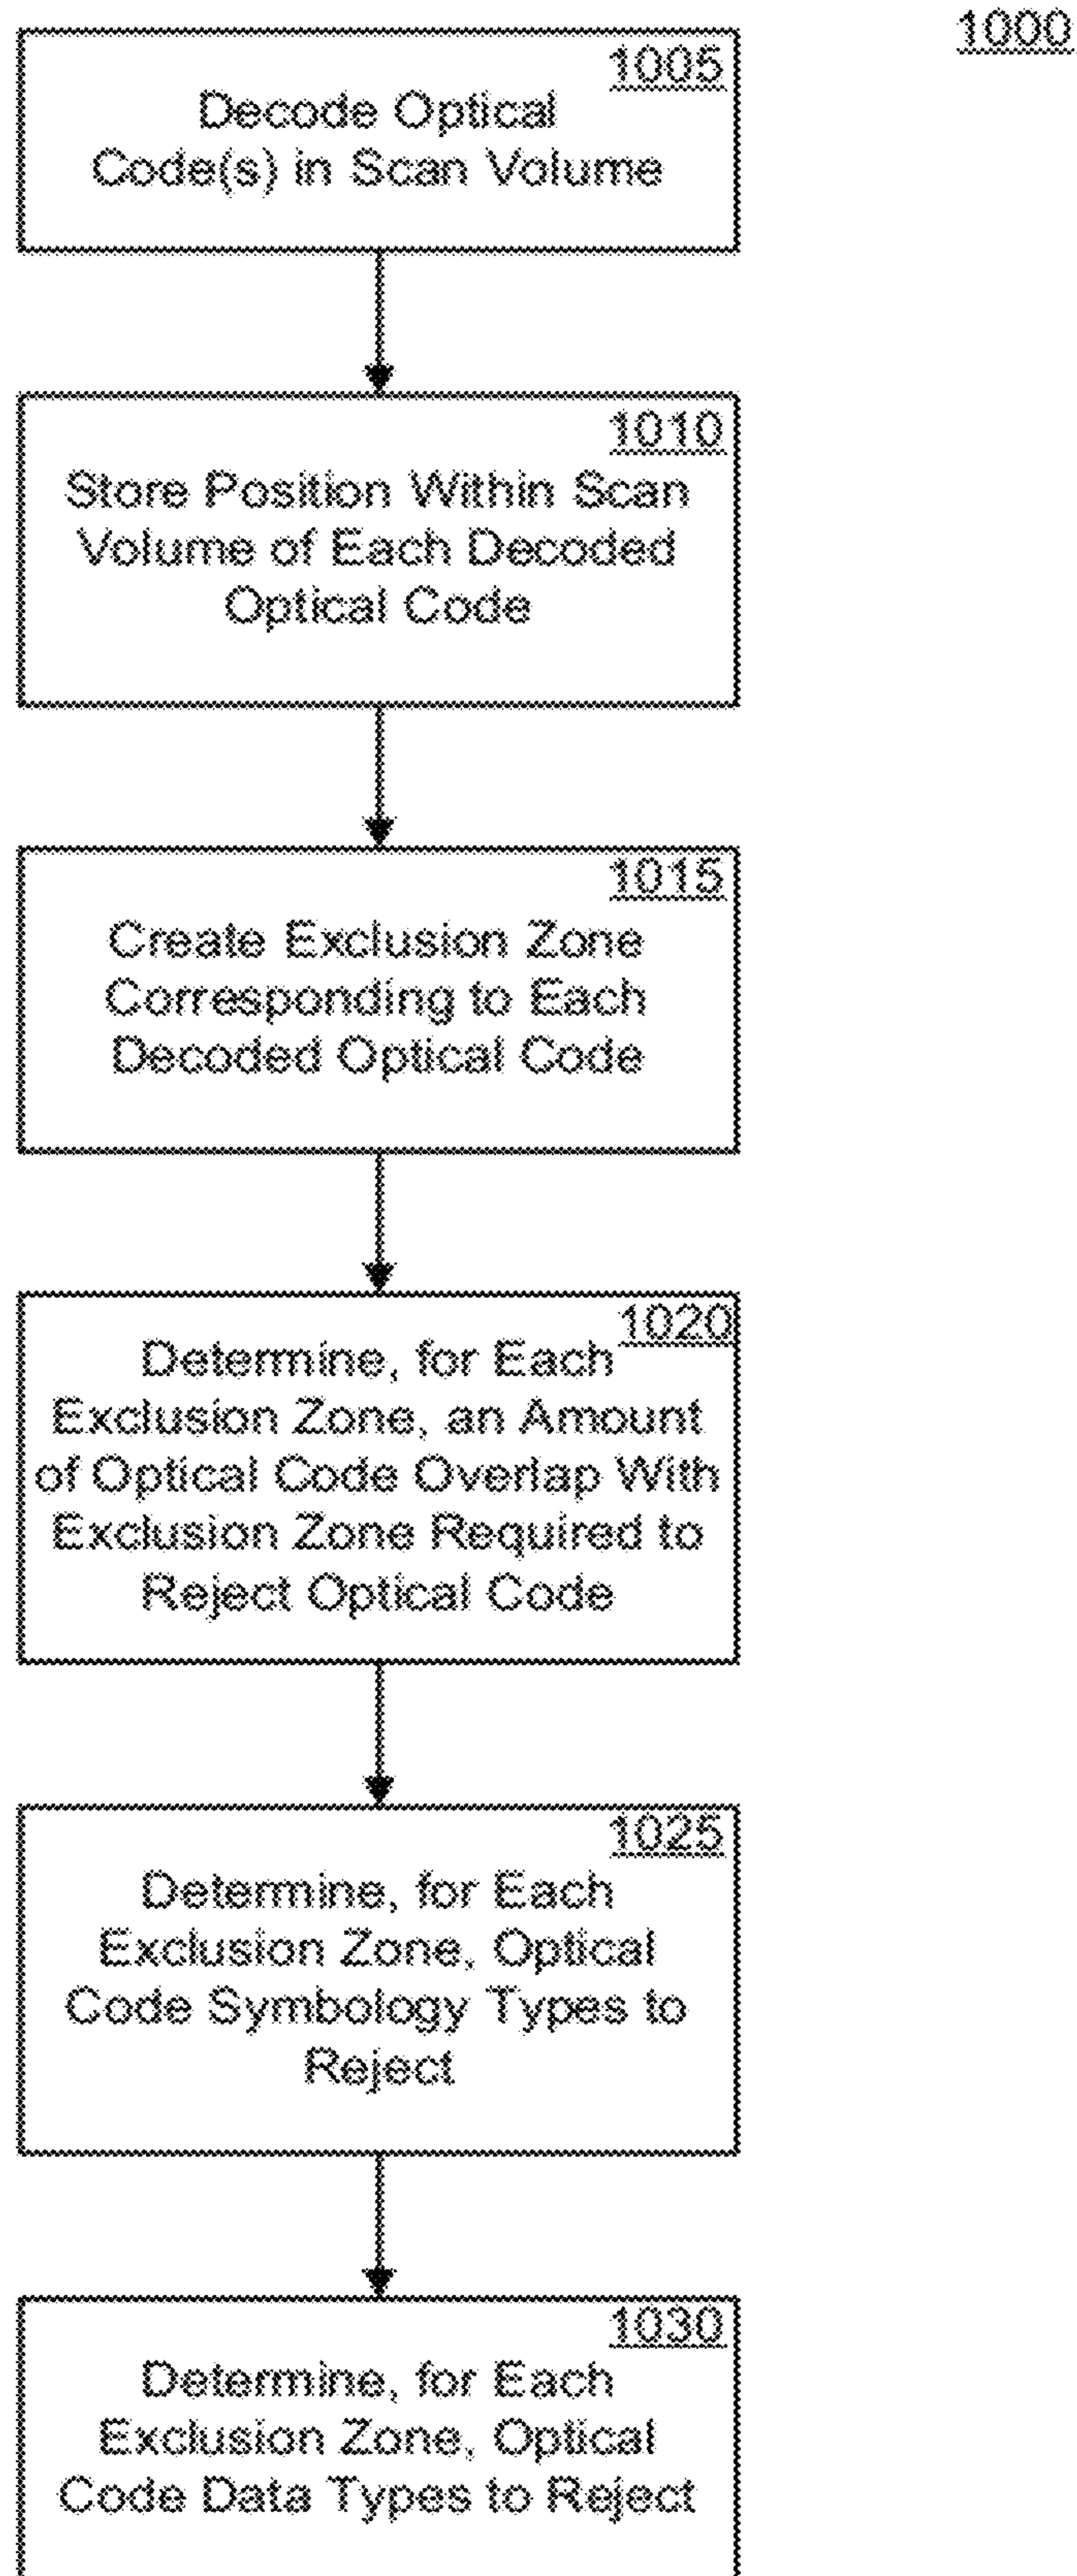 1000
1005
Decode Optical
Code(s) in Scan Volume
1010
Store Position Within Scan
Volume of Each Decoded
Optical Code
1015
Create Exclusion Zone
Corresponding to Each
Decoded Optical Code
1020
Determine, for Each
Exclusion Zone, an Amount
of Optical Code Overlap With
Exclusion Zone Required to
Reject Optical Code
1025
Determine, for Each
Exclusion Zone, Optical
Code Symbology Types to
Reject
1030
Determine, for Each
Exclusion Zone, Optical
Code Data Types to Reject